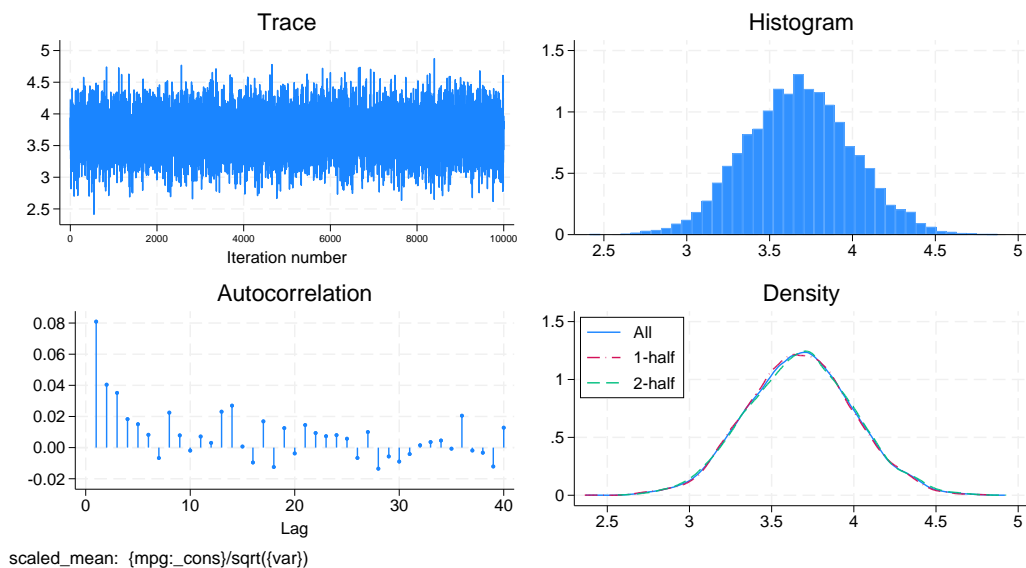 Trace
5
4.5
4
3.5
3
2.5
0 2000 4000 6000 8000 10000
Iteration number
Histogram
1.5
1
.5
0
2.5 3 3.5 4 4.5 5
Autocorrelation
0.08
0.06
0.04
0.02
0.00
-0.02
0 10 20 30 40
Lag
Density
1.5
1
.5
0
All
1-half
2-half
2.5 3 3.5 4 4.5 5
scaled_mean: {mpg:_cons}/sqrt({var})